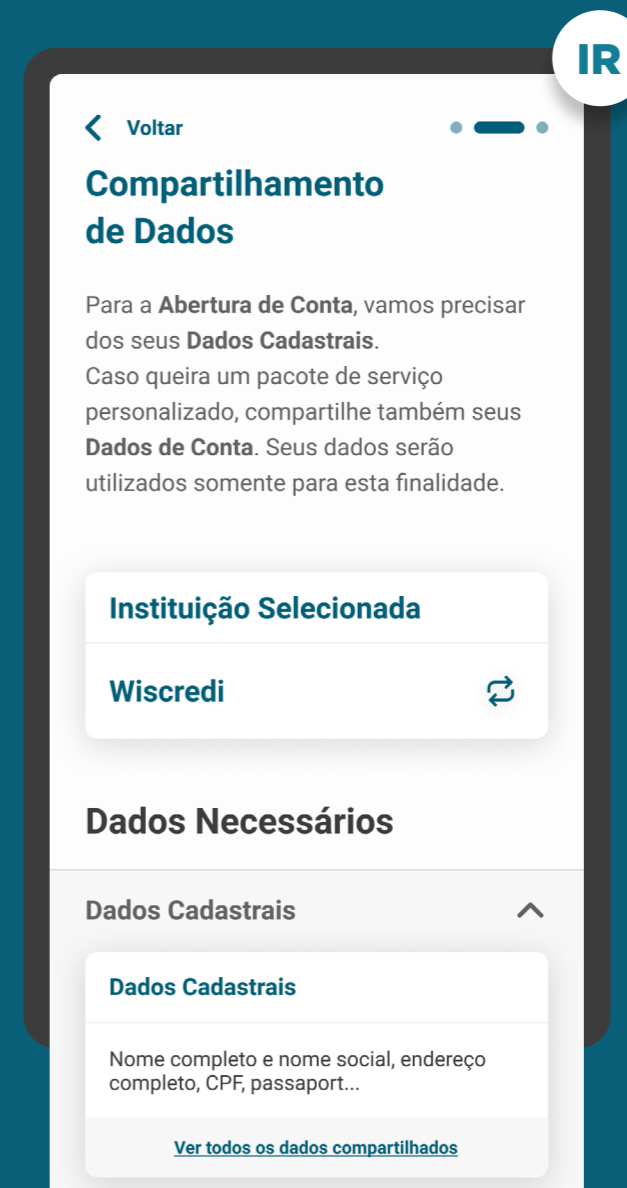 IR
Voltar
Compartilhamento
de Dados
Para a Abertura de Conta, vamos precisar
dos seus Dados Cadastrais.
Caso queira um pacote de serviço
personalizado, compartilhe também seus
Dados de Conta. Seus dados serão
utilizados somente para esta finalidade.
Instituição Selecionada
Wiscredi
Dados Necessários
Dados Cadastrais
Dados Cadastrais
Nome completo e nome social, endereço
completo, CPF, passaport...
Ver todos os dados compartilhados